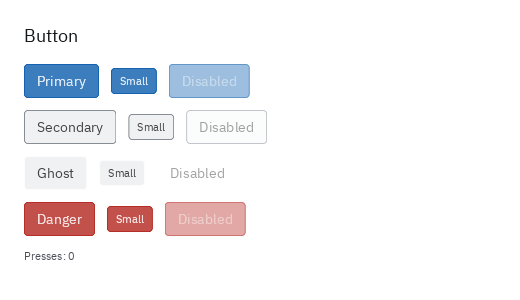 Button
Primary Small Disabled
Secondary Small Disabled
Ghost Small Disabled
Danger Small Disabled
Presses: 0